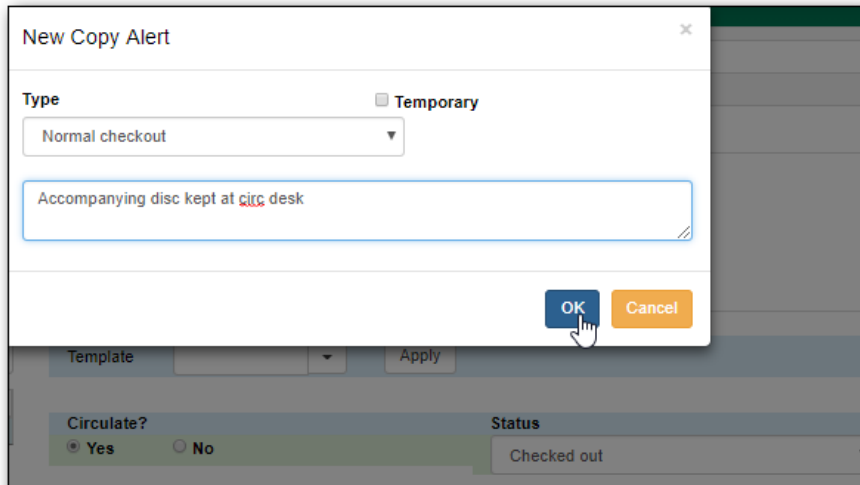 New Copy Alert ×
Type Temporary
Normal checkout
Accompanying disc kept at circ desk
OK Cancel
Template Apply
Circulate? Status
Yes No Checked out